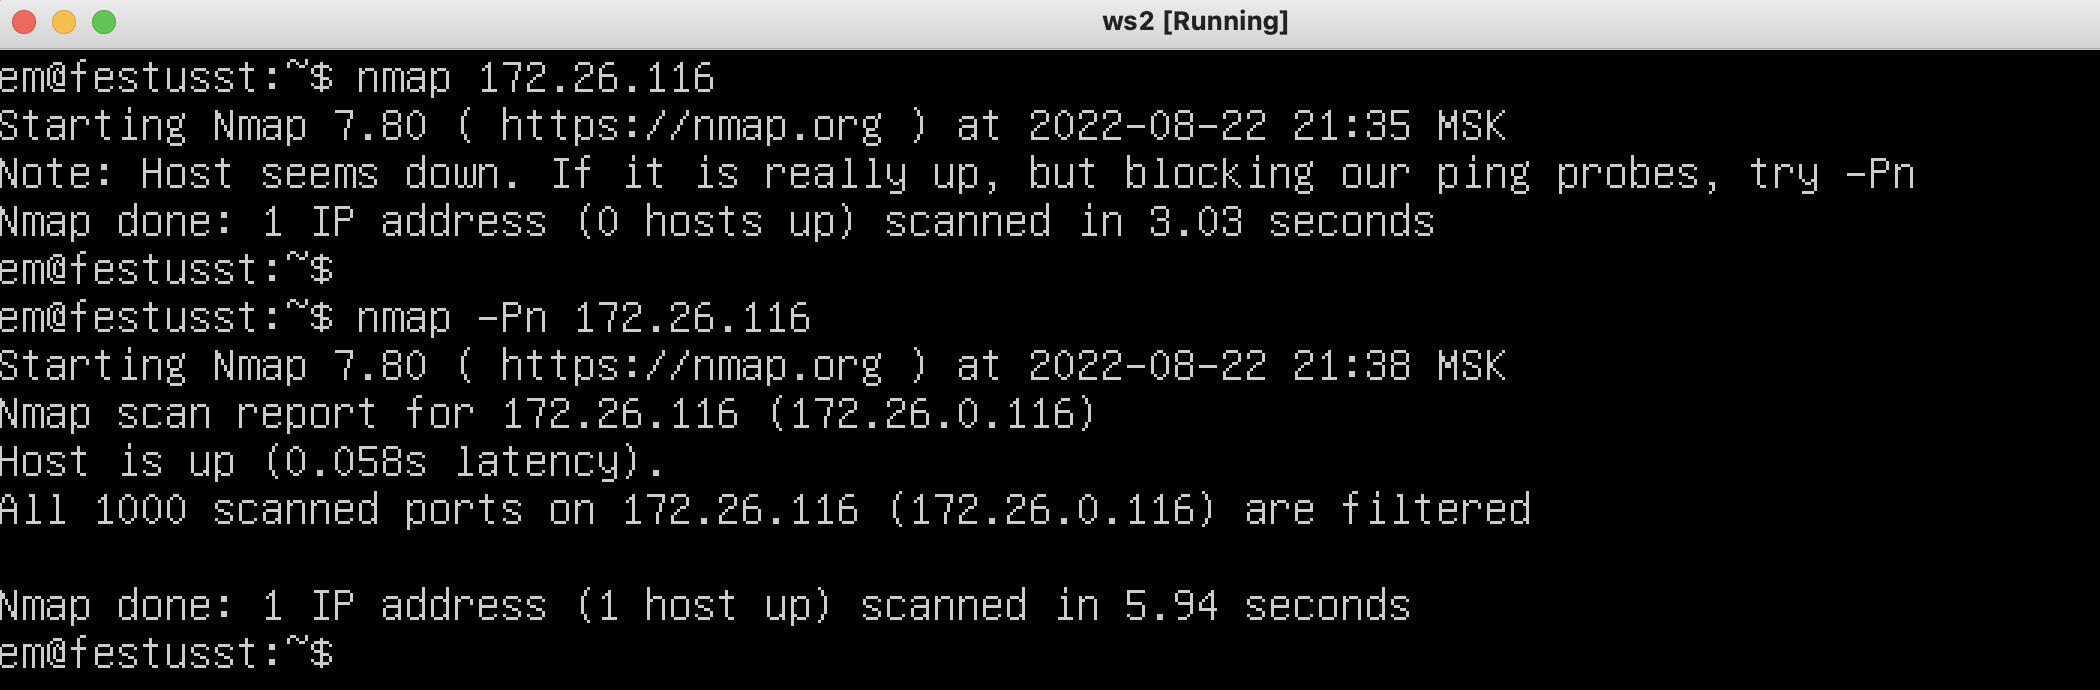 ws2 [Running]
em@festusst:~$ nmap 172.26.116
Starting Nmap 7.80 ( https://nmap.org ) at 2022-08-22 21:35 MSK
Note: Host seems down. If it is really up, but blocking our ping probes, try -Pn
Nmap done: 1 IP address (0 hosts up) scanned in 3.03 seconds
em@festusst:~$
em@festusst:~$ nmap -Pn 172.26.116
Starting Nmap 7.80 ( https://nmap.org ) at 2022-08-22 21:38 MSK
Nmap scan report for 172.26.116 (172.26.0.116)
Host is up (0.058s latency).
All 1000 scanned ports on 172.26.116 (172.26.0.116) are filtered
Nmap done: 1 IP address (1 host up) scanned in 5.94 seconds
em@festusst:~$